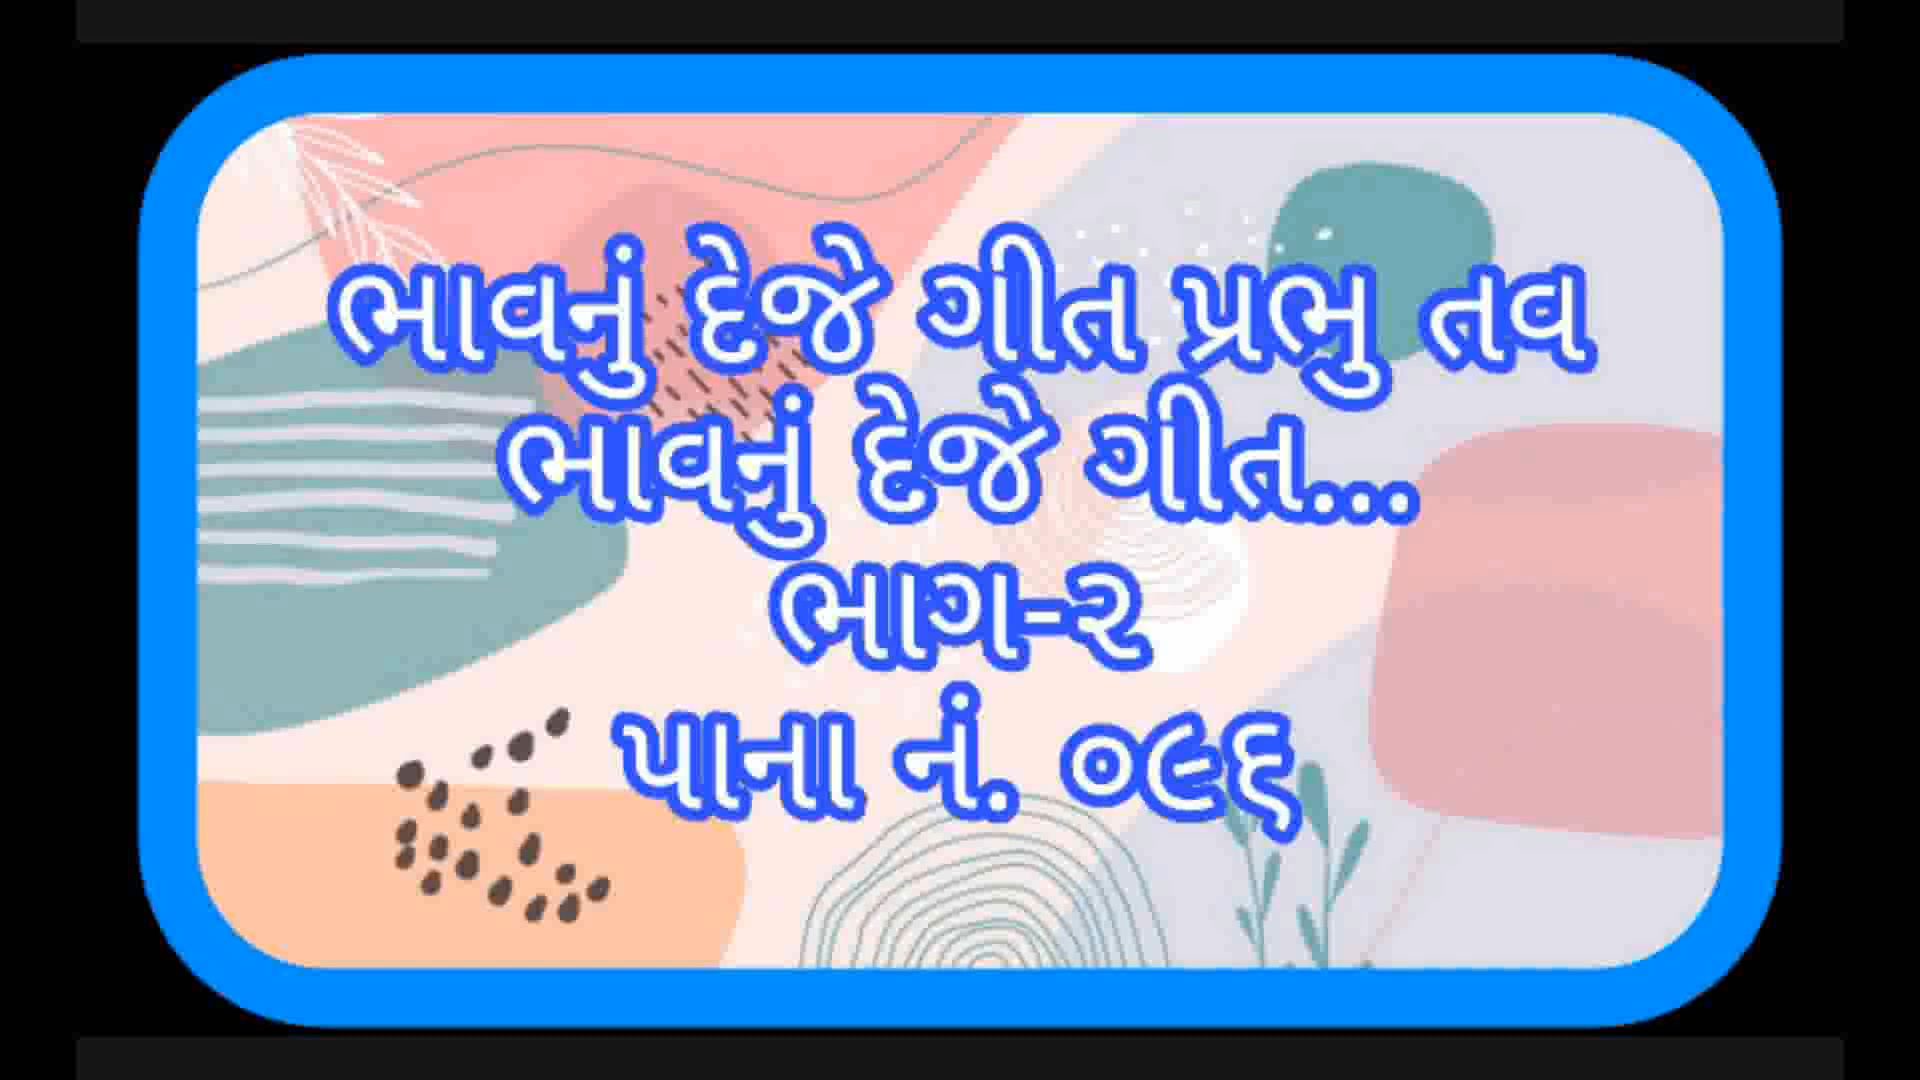 ભાવનું દેજે ગીત પ્રભુ તવ
ભાવનું દેજે ગીત...
ભાગ-૨
પાના નં. ૦૯૬